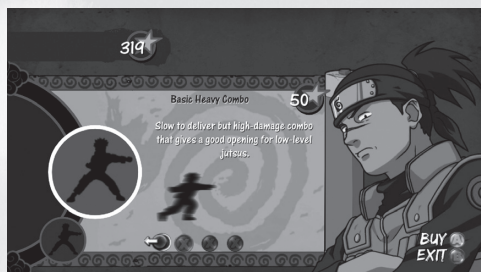 319
Basic Heavy Combo 50
Slow to deliver but high-damage combo
that gives a good opening for low-level
jutsus.
BUY A
EXIT